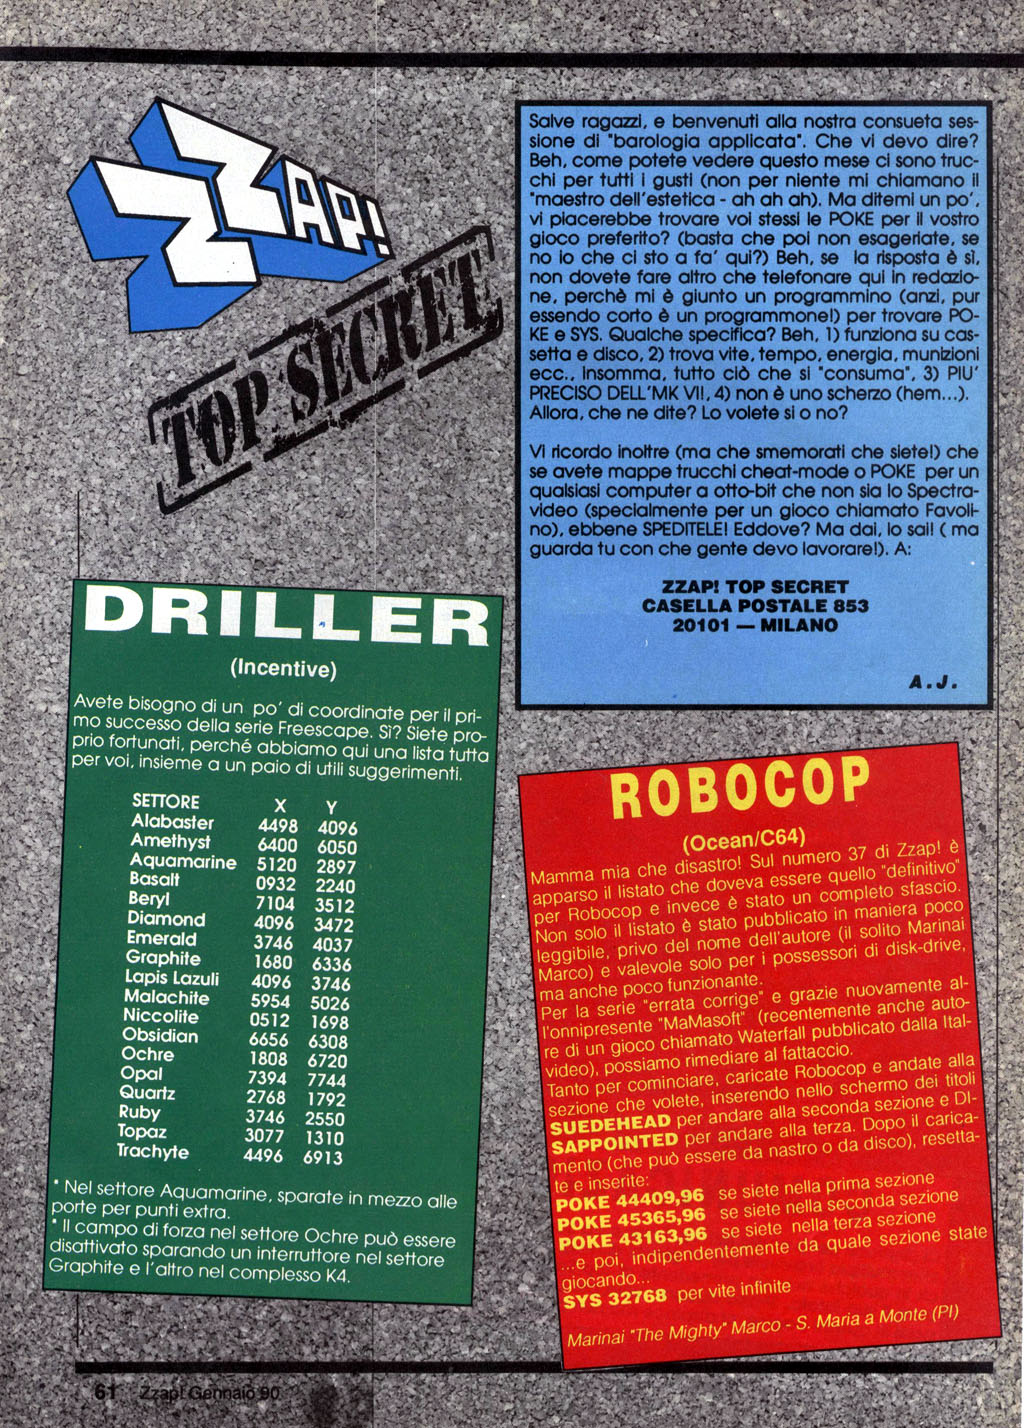 ZZAP!
TOP SECRET
Salve ragazzi, e benvenuti alla nostra consueta ses-
sione di "barologia applicata". Che vi devo dire?
Beh, come potete vedere questo mese ci sono truc-
chi per tutti i gusti (non per niente mi chiamano il
"maestro dell'estetica - ah ah ah). Ma ditemi un po',
vi piacerebbe trovare voi stessi le POKE per il vostro
gioco preferito? (basta che poi non esageriate, se
no io che ci sto a fa' qui?) Beh, se la risposta è sì,
non dovete fare altro che telefonare qui in redazio-
ne, perchè mi è giunto un programmino (anzi, pur
essendo corto è un programmone!) per trovare PO-
KE e SYS. Qualche specifica? Beh, 1) funziona su cas-
setta e disco, 2) trova vite, tempo, energia, munizioni
ecc., insomma, tutto ciò che si "consuma", 3) PIU'
PRECISO DELL'MK VII, 4) non è uno scherzo (hem...).
Allora, che ne dite? Lo volete si o no?
Vi ricordo inoltre (ma che smemorati che siete!) che
se avete mappe trucchi cheat-mode o POKE per un
qualsiasi computer a otto-bit che non sia lo Spectra-
video (specialmente per un gioco chiamato Favoli-
no), ebbene SPEDITELE! Eddove? Ma dai, lo sai! ( ma
guarda tu con che gente devo lavorare!). A:
ZZAP! TOP SECRET
CASELLA POSTALE 853
20101 — MILANO
A.J.
DRILLER
(Incentive)
Avete bisogno di un po' di coordinate per il pri-
mo successo della serie Freescape. Sì? Siete pro-
prio fortunati, perché abbiamo qui una lista tutta
per voi, insieme a un paio di utili suggerimenti.
SETTORE X Y
Alabaster 4498 4096
Amethyst 6400 6050
Aquamarine 5120 2897
Basalt 0932 2240
Beryl 7104 3512
Diamond 4096 3472
Emerald 3746 4037
Graphite 1680 6336
Lapis Lazuli 4096 3746
Malachite 5954 5026
Niccolite 0512 1698
Obsidian 6656 6308
Ochre 1808 6720
Opal 7394 7744
Quartz 2768 1792
Ruby 3746 2550
Topaz 3077 1310
Trachyte 4496 6913
* Nel settore Aquamarine, sparate in mezzo alle
porte per punti extra.
* Il campo di forza nel settore Ochre può essere
disattivato sparando un interruttore nel settore
Graphite e l'altro nel complesso K4.
ROBOCOP
(Ocean/C64)
Mamma mia che disastro! Sul numero 37 di Zzap! è
apparso il listato che doveva essere quello "definitivo"
per Robocop e invece è stato un completo sfascio.
Non solo il listato è stato pubblicato in maniera poco
leggibile, privo del nome dell'autore (il solito Marinai
Marco) e valevole solo per i possessori di disk-drive,
ma anche poco funzionante.
Per la serie "errata corrige" e grazie nuovamente al-
l'onnipresente "MaMasoft" (recentemente anche auto-
re di un gioco chiamato Waterfall pubblicato dalla Ital-
video), possiamo rimediare al fattaccio.
Tanto per cominciare, caricate Robocop e andate alla
sezione che volete, inserendo nello schermo dei titoli
SUEDEHEAD per andare alla seconda sezione e DI-
SAPPOINTED per andare alla terza. Dopo il carica-
mento (che può essere da nastro o da disco), resetta-
te e inserite:
POKE 44409,96 se siete nella prima sezione
POKE 45365,96 se siete nella seconda sezione
POKE 43163,96 se siete nella terza sezione
...e poi, indipendentemente da quale sezione state
giocando...
SYS 32768 per vite infinite
Marinai "The Mighty" Marco - S. Maria a Monte (PI)
61 Zzap! Gennaio 90